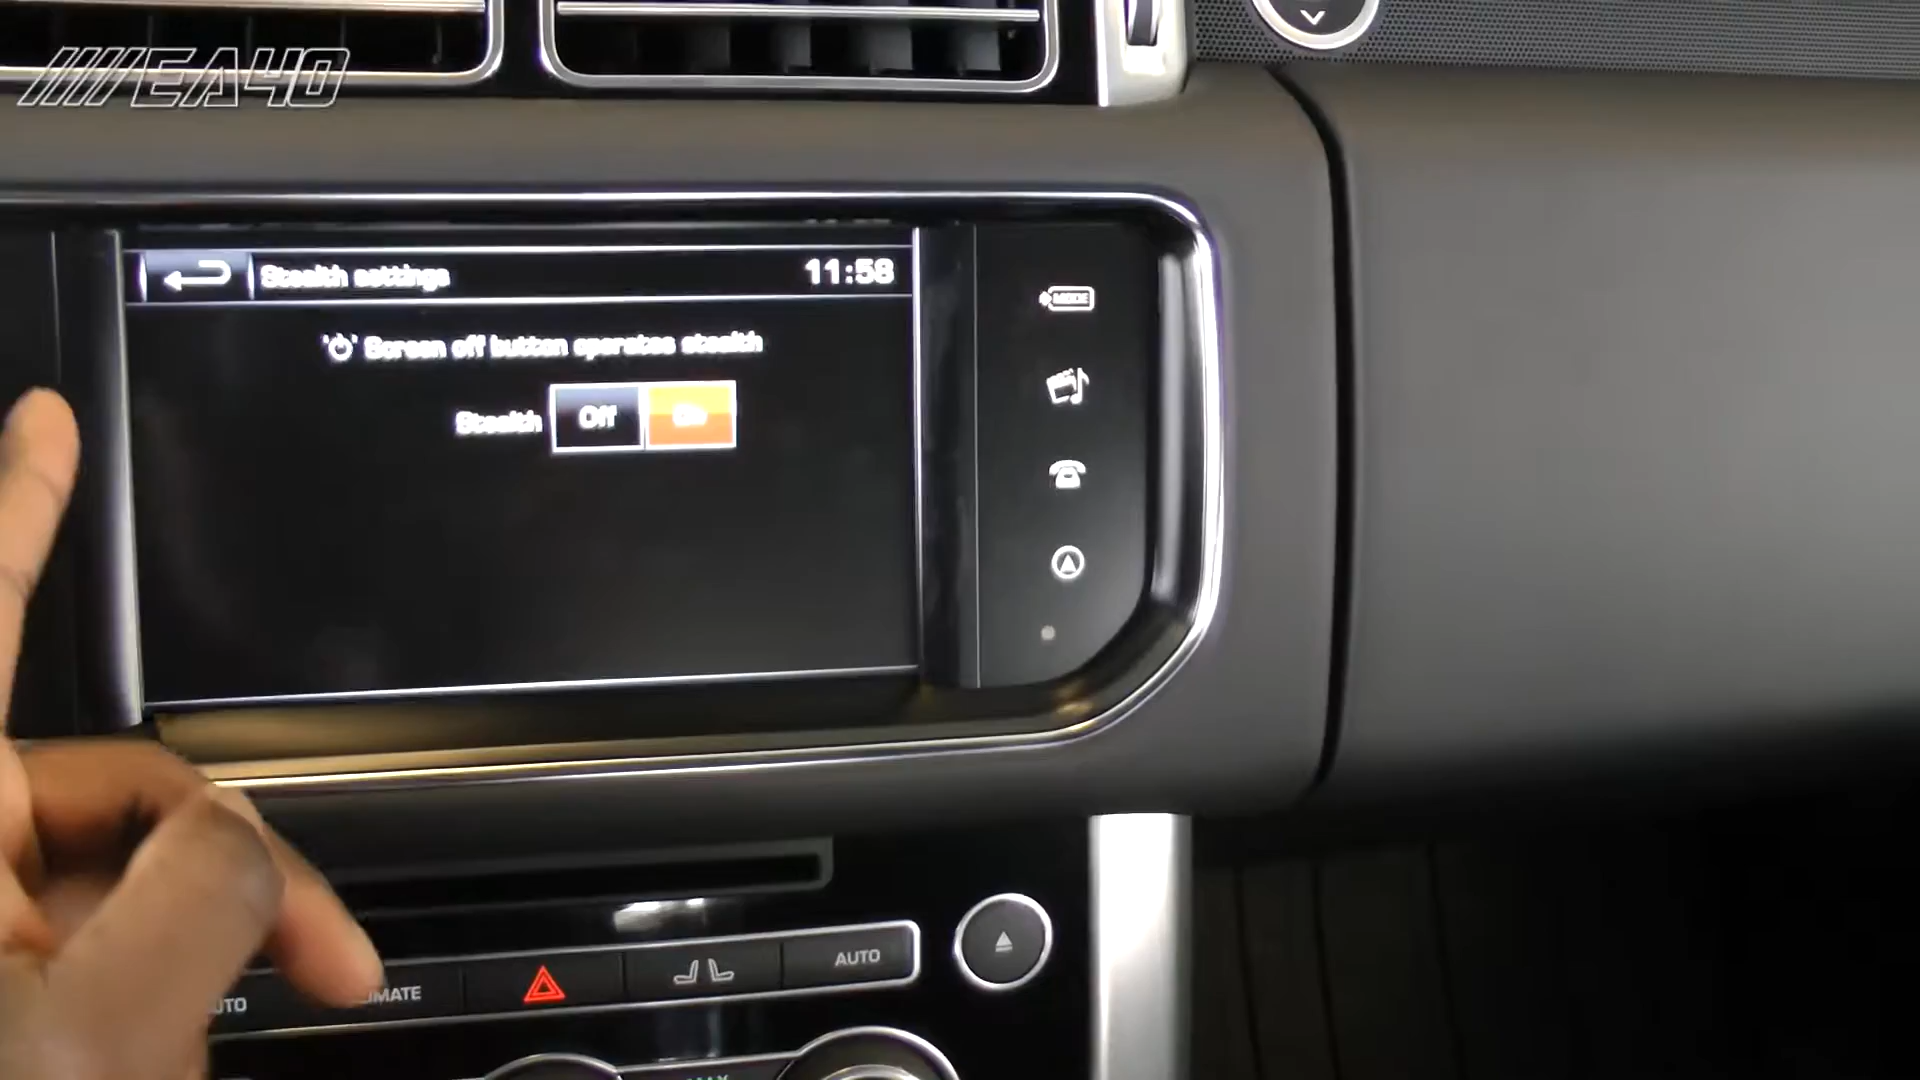 EA40
Stealth settings
11:58
'⏻' Screen off button operates stealth
Stealth Off On
MODE
AUTO
AUTO